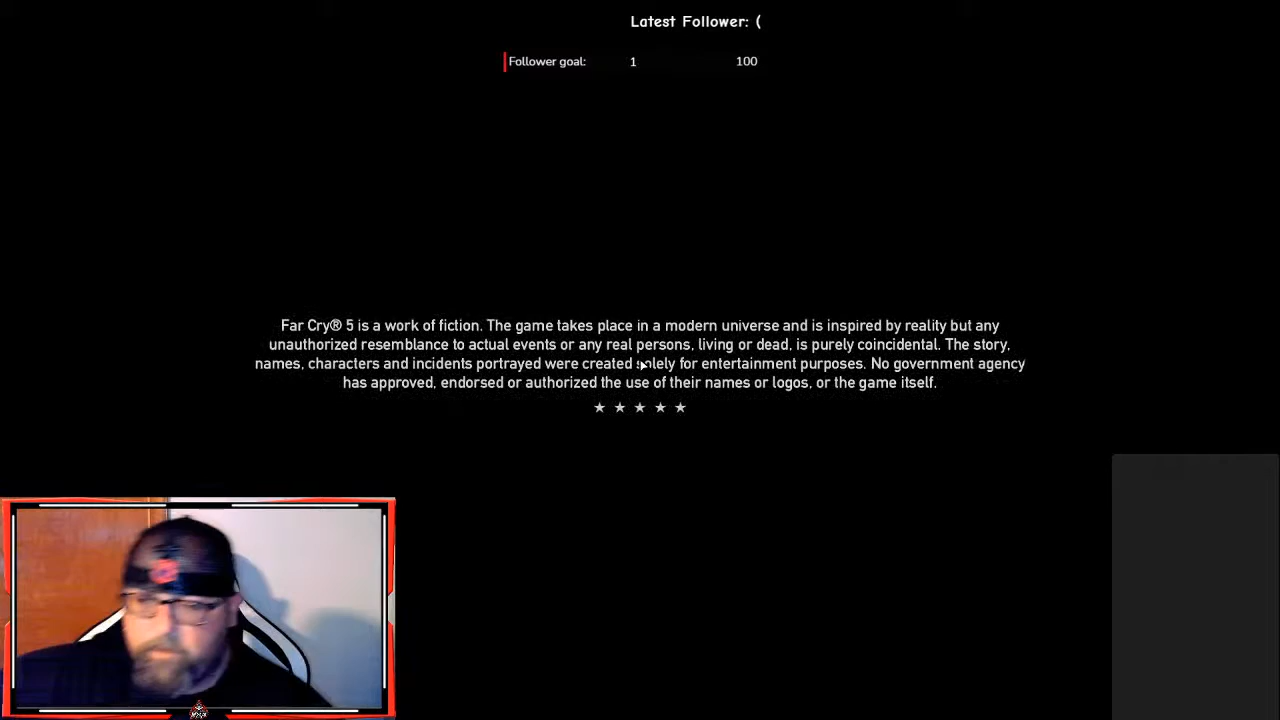 Latest Follower: (
Follower goal: 1 100
Far Cry® 5 is a work of fiction. The game takes place in a modern universe and is inspired by reality but any
unauthorized resemblance to actual events or any real persons, living or dead, is purely coincidental. The story,
names, characters and incidents portrayed were created solely for entertainment purposes. No government agency
has approved, endorsed or authorized the use of their names or logos, or the game itself.